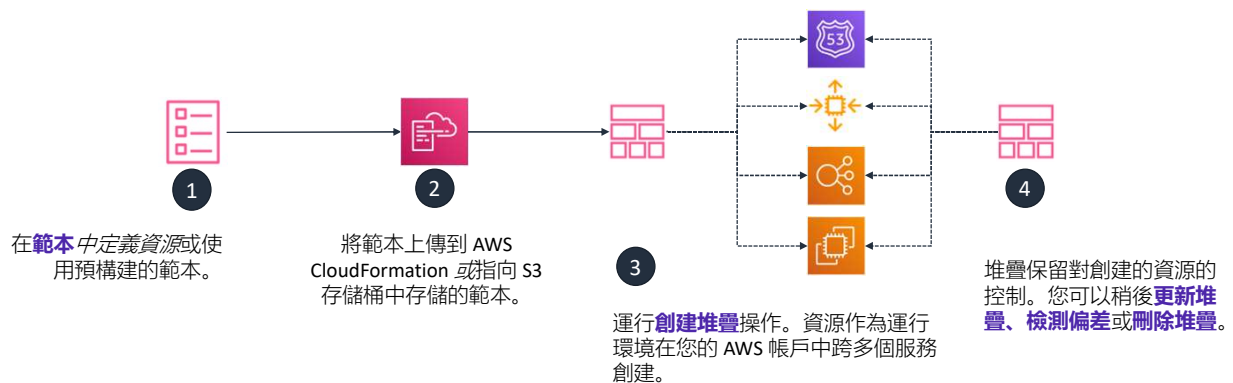 53
1
在範本中定義資源或使
用預構建的範本。
2
將範本上傳到 AWS
CloudFormation 或指向 S3
存儲桶中存儲的範本。
3
運行創建堆疊操作。資源作為運行
環境在您的 AWS 帳戶中跨多個服務
創建。
4
堆疊保留對創建的資源的
控制。您可以稍後更新堆
疊、檢測偏差或刪除堆疊。